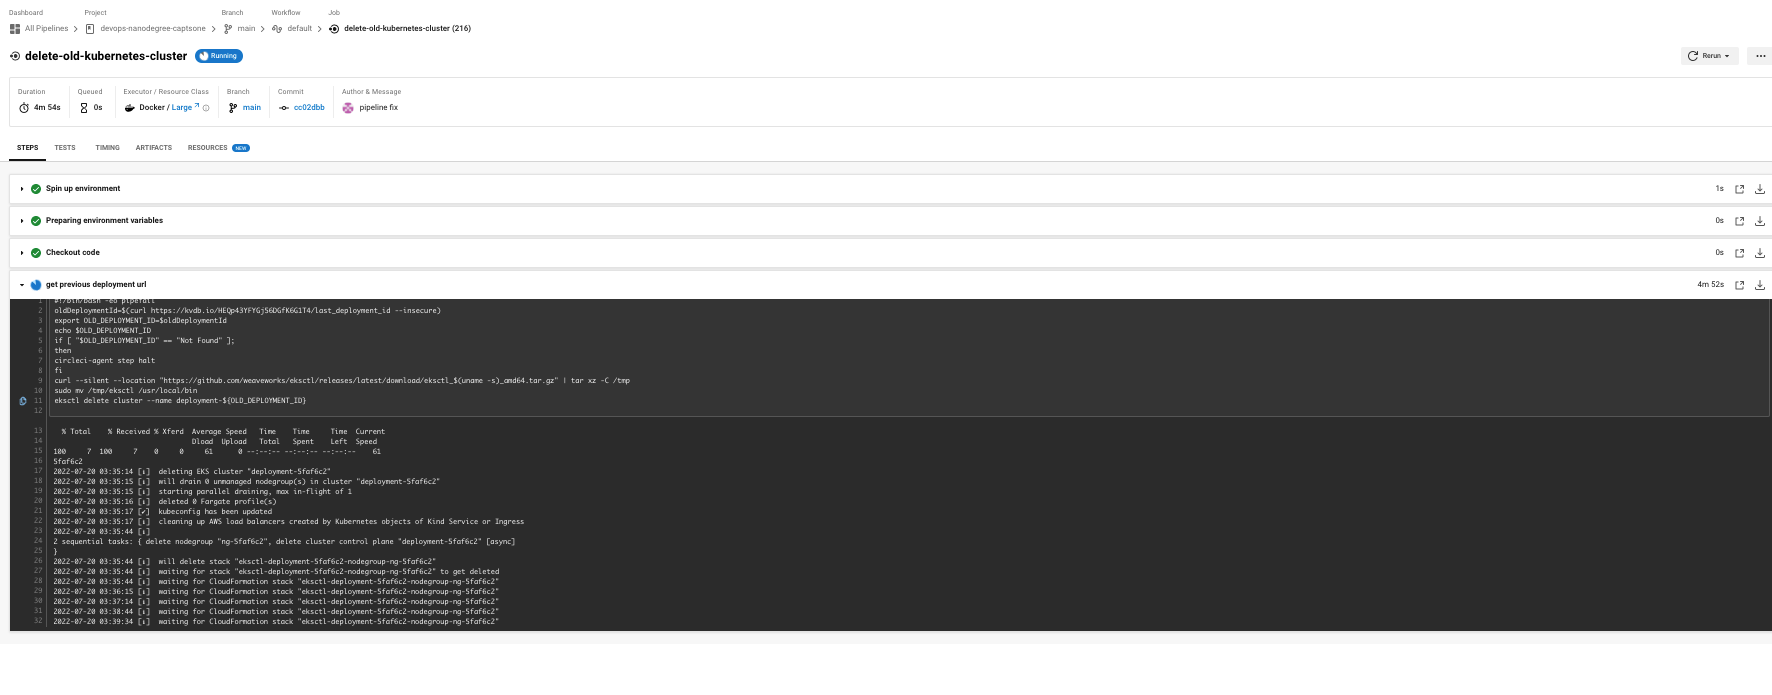 Dashboard Project Branch Workflow Job
All Pipelines devops-nanodegree-captsone main default delete-old-kubernetes-cluster (216)
delete-old-kubernetes-cluster Running Rerun
Duration Queued Executor / Resource Class Branch Commit Author & Message
4m 54s 0s Docker / Large main cc02dbb pipeline fix
STEPS TESTS TIMING ARTIFACTS RESOURCES NEW
Spin up environment 1s
Preparing environment variables 0s
Checkout code 0s
get previous deployment url 4m 52s
1 #!/bin/bash -eo pipefail
2 oldDeploymentId=$(curl https://kvdb.io/HEQp43YFYGjS6DGfK6G1T4/last_deployment_id --insecure)
3 export OLD_DEPLOYMENT_ID=$oldDeploymentId
4 echo $OLD_DEPLOYMENT_ID
5 if [ "$OLD_DEPLOYMENT_ID" == "Not Found" ];
6 then
7 circleci-agent step halt
8 fi
9 curl --silent --location "https://github.com/weaveworks/eksctl/releases/latest/download/eksctl_$(uname -s)_amd64.tar.gz" | tar xz -C /tmp
10 sudo mv /tmp/eksctl /usr/local/bin
11 eksctl delete cluster --name deployment-${OLD_DEPLOYMENT_ID}
12
13 % Total % Received % Xferd Average Speed Time Time Time Current
14 Dload Upload Total Spent Left Speed
15 100 7 100 7 0 0 61 0 --:--:-- --:--:-- --:--:-- 61
16 5faf6c2
17 2022-07-20 03:35:14 [ℹ] deleting EKS cluster "deployment-5faf6c2"
18 2022-07-20 03:35:15 [ℹ] will drain 0 unmanaged nodegroup(s) in cluster "deployment-5faf6c2"
19 2022-07-20 03:35:15 [ℹ] starting parallel draining, max in-flight of 1
20 2022-07-20 03:35:16 [ℹ] deleted 0 Fargate profile(s)
21 2022-07-20 03:35:17 [✔] kubeconfig has been updated
22 2022-07-20 03:35:17 [ℹ] cleaning up AWS load balancers created by Kubernetes objects of Kind Service or Ingress
23 2022-07-20 03:35:44 [ℹ]
24 2 sequential tasks: { delete nodegroup "ng-5faf6c2", delete cluster control plane "deployment-5faf6c2" [async]
25 }
26 2022-07-20 03:35:44 [ℹ] will delete stack "eksctl-deployment-5faf6c2-nodegroup-ng-5faf6c2"
27 2022-07-20 03:35:44 [ℹ] waiting for stack "eksctl-deployment-5faf6c2-nodegroup-ng-5faf6c2" to get deleted
28 2022-07-20 03:35:44 [ℹ] waiting for CloudFormation stack "eksctl-deployment-5faf6c2-nodegroup-ng-5faf6c2"
29 2022-07-20 03:36:15 [ℹ] waiting for CloudFormation stack "eksctl-deployment-5faf6c2-nodegroup-ng-5faf6c2"
30 2022-07-20 03:37:14 [ℹ] waiting for CloudFormation stack "eksctl-deployment-5faf6c2-nodegroup-ng-5faf6c2"
31 2022-07-20 03:38:44 [ℹ] waiting for CloudFormation stack "eksctl-deployment-5faf6c2-nodegroup-ng-5faf6c2"
32 2022-07-20 03:39:34 [ℹ] waiting for CloudFormation stack "eksctl-deployment-5faf6c2-nodegroup-ng-5faf6c2"